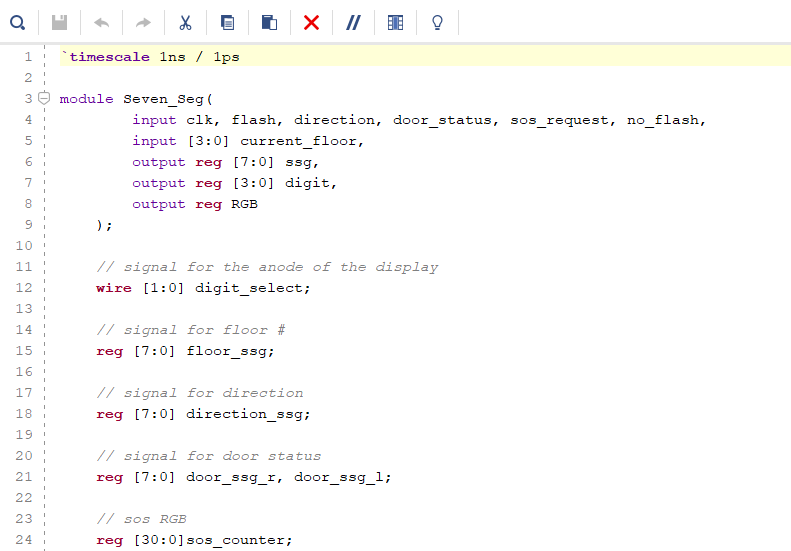 1 `timescale 1ns / 1ps
2
3 module Seven_Seg(
4 input clk, flash, direction, door_status, sos_request, no_flash,
5 input [3:0] current_floor,
6 output reg [7:0] ssg,
7 output reg [3:0] digit,
8 output reg RGB
9 );
10
11 // signal for the anode of the display
12 wire [1:0] digit_select;
13
14 // signal for floor #
15 reg [7:0] floor_ssg;
16
17 // signal for direction
18 reg [7:0] direction_ssg;
19
20 // signal for door status
21 reg [7:0] door_ssg_r, door_ssg_l;
22
23 // sos RGB
24 reg [30:0]sos_counter;